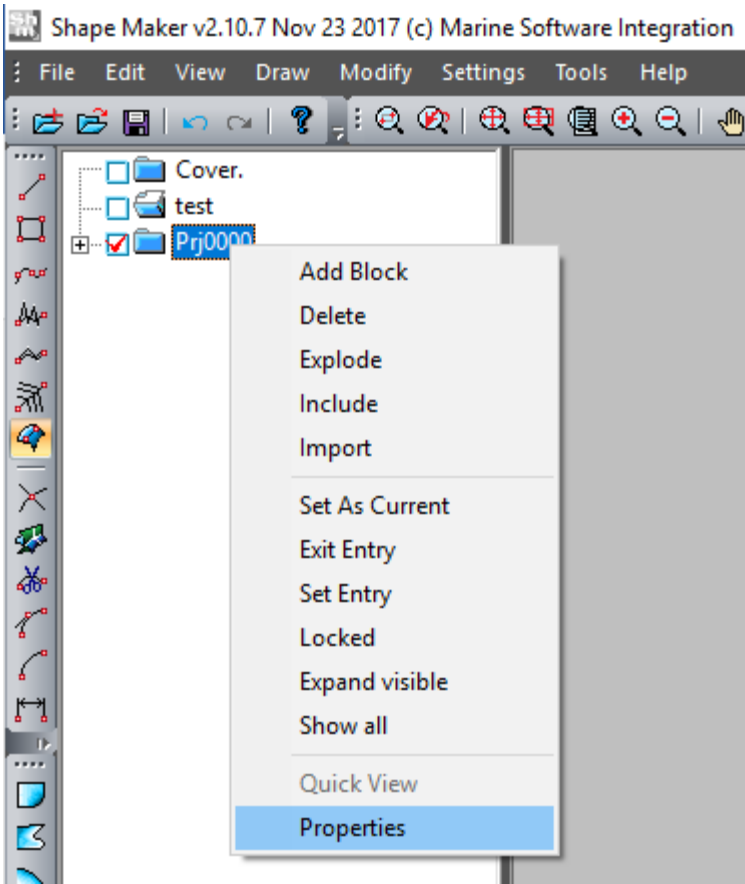 Shape Maker v2.10.7 Nov 23 2017 (c) Marine Software Integration
File Edit View Draw Modify Settings Tools Help
Cover.
test
Prj0000
Add Block
Delete
Explode
Include
Import
Set As Current
Exit Entry
Set Entry
Locked
Expand visible
Show all
Quick View
Properties